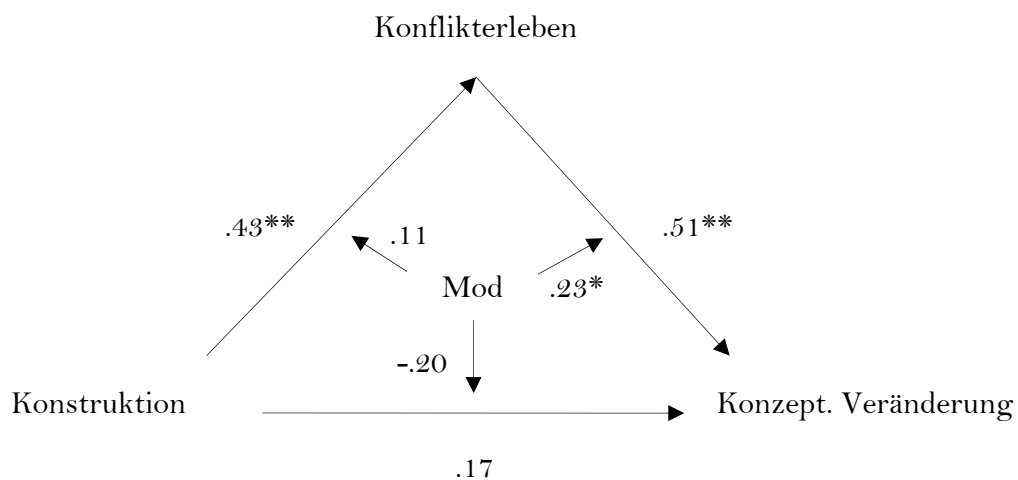 Konflikterleben
.43**
.11
.51**
Mod
.23*
-.20
Konstruktion
Konzept. Veränderung
.17